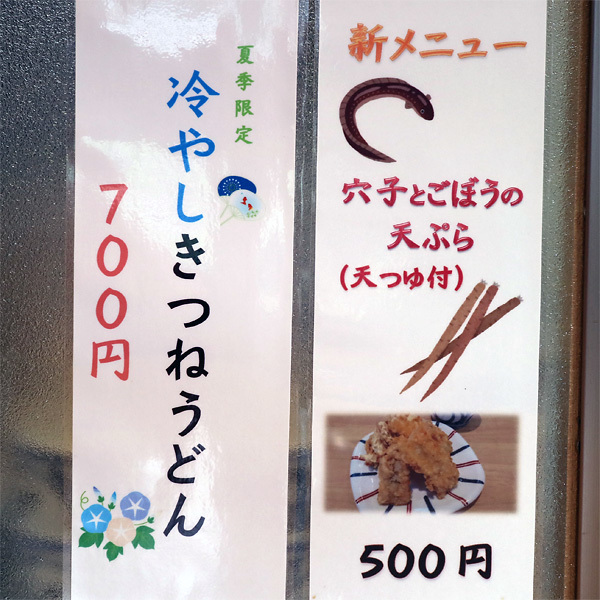 夏季限定
冷やしきつねうどん
700円
新メニュー
穴子とごぼうの
天ぷら
(天つゆ付)
500円